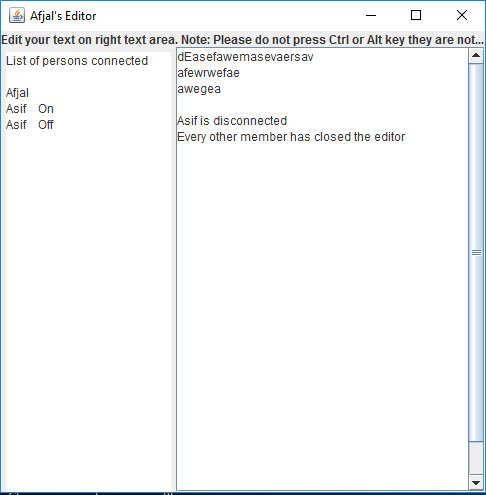 Afjal's Editor
Edit your text on right text area. Note: Please do not press Ctrl or Alt key they are not...
List of persons connected
Afjal
Asif On
Asif Off
dEasefawemasevaersav
afewrwefae
awegea
Asif is disconnected
Every other member has closed the editor